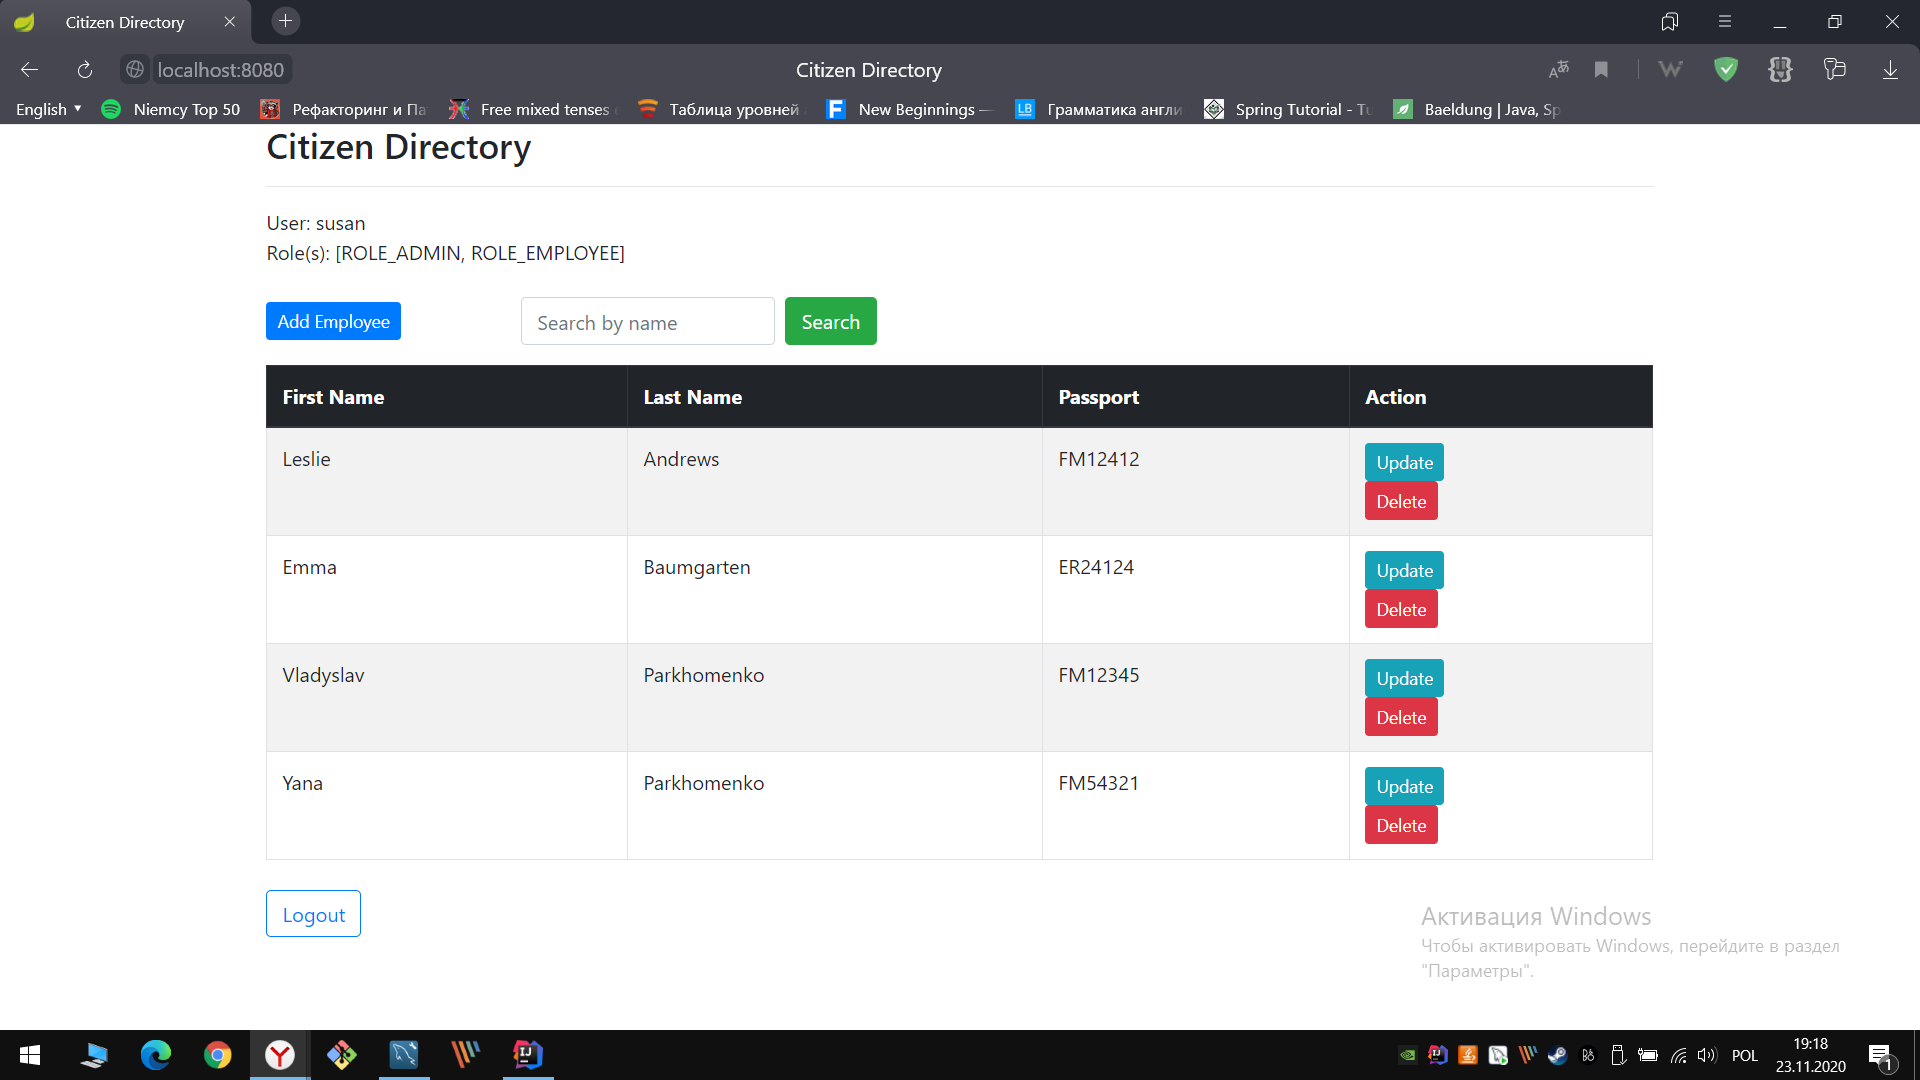 Citizen Directory
localhost:8080
Citizen Directory
English
Niemcy Top 50
Рефакторинг и Па
Free mixed tenses
Таблица уровней
New Beginnings —
Грамматика англи
Spring Tutorial - Tu
Baeldung | Java, Sp
Citizen Directory
User: susan
Role(s): [ROLE_ADMIN, ROLE_EMPLOYEE]
Add Employee
Search by name
Search
First Name Last Name Passport Action
Leslie Andrews FM12412 Update
Delete
Emma Baumgarten ER24124 Update
Delete
Vladyslav Parkhomenko FM12345 Update
Delete
Yana Parkhomenko FM54321 Update
Delete
Logout
Активация Windows
Чтобы активировать Windows, перейдите в раздел
"Параметры".
POL
19:18
23.11.2020
1